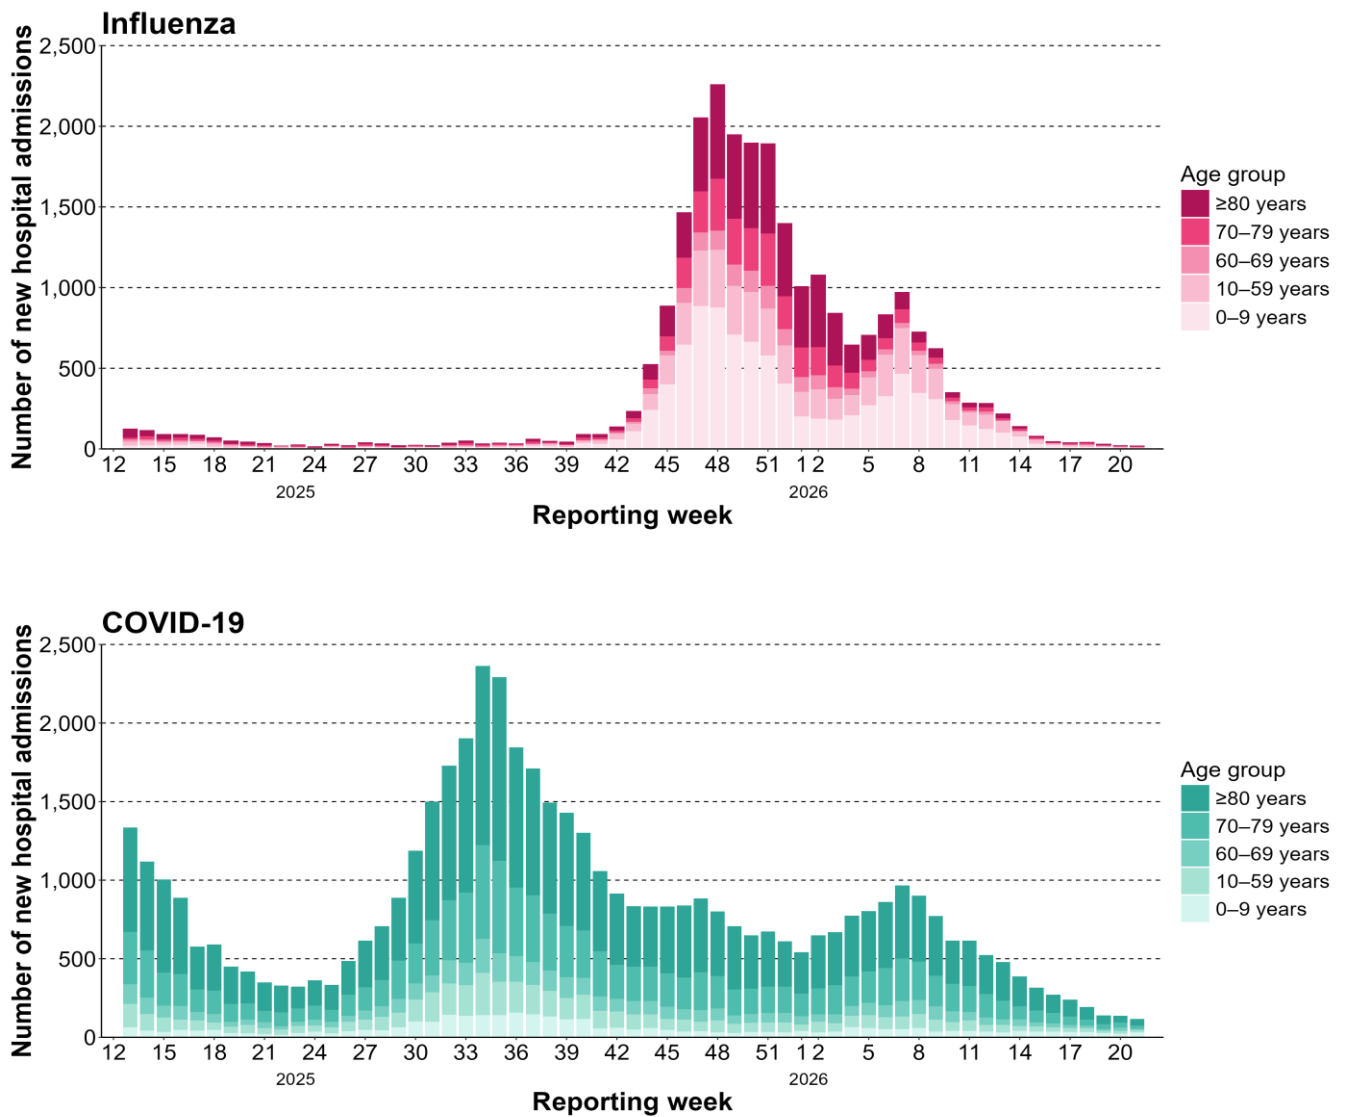 Influenza
Number of new hospital admissions
2,500
2,000
1,500
1,000
500
0
12 15 18 21 24 27 30 33 36 39 42 45 48 51 1 2 5 8 11 14 17 20
2025 2026
Reporting week
Age group
≥80 years
70–79 years
60–69 years
10–59 years
0–9 years
COVID-19
Number of new hospital admissions
2,500
2,000
1,500
1,000
500
0
12 15 18 21 24 27 30 33 36 39 42 45 48 51 1 2 5 8 11 14 17 20
2025 2026
Reporting week
Age group
≥80 years
70–79 years
60–69 years
10–59 years
0–9 years